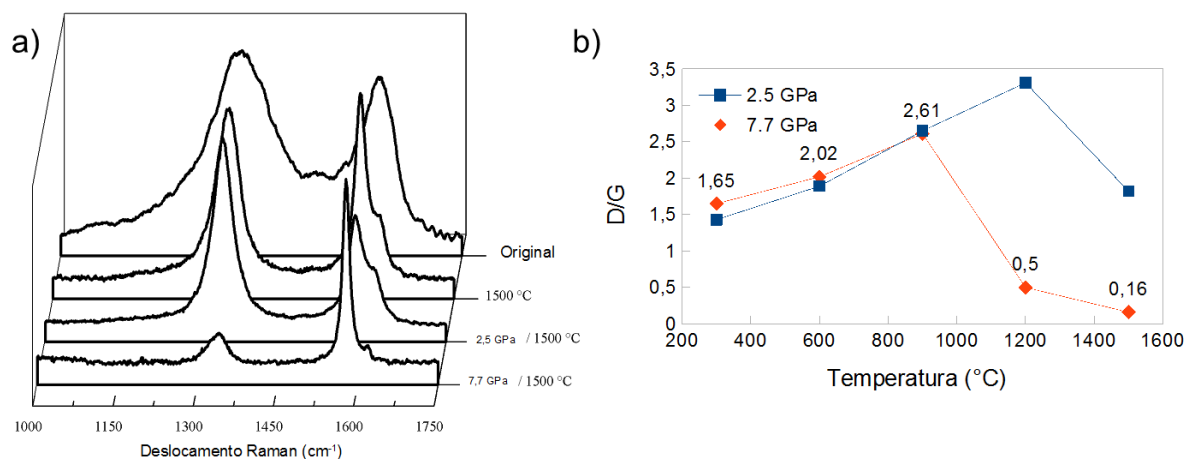 a)
Original
1500 °C
2,5 GPa / 1500 °C
7,7 GPa / 1500 °C
1000 1150 1300 1450 1600 1750
Deslocamento Raman (cm-1)
b)
3,5
3
2,5
2
1,5
1
0,5
0
D/G
2.5 GPa
7.7 GPa
1,65
2,02
2,61
0,5
0,16
200 400 600 800 1000 1200 1400 1600
Temperatura (°C)